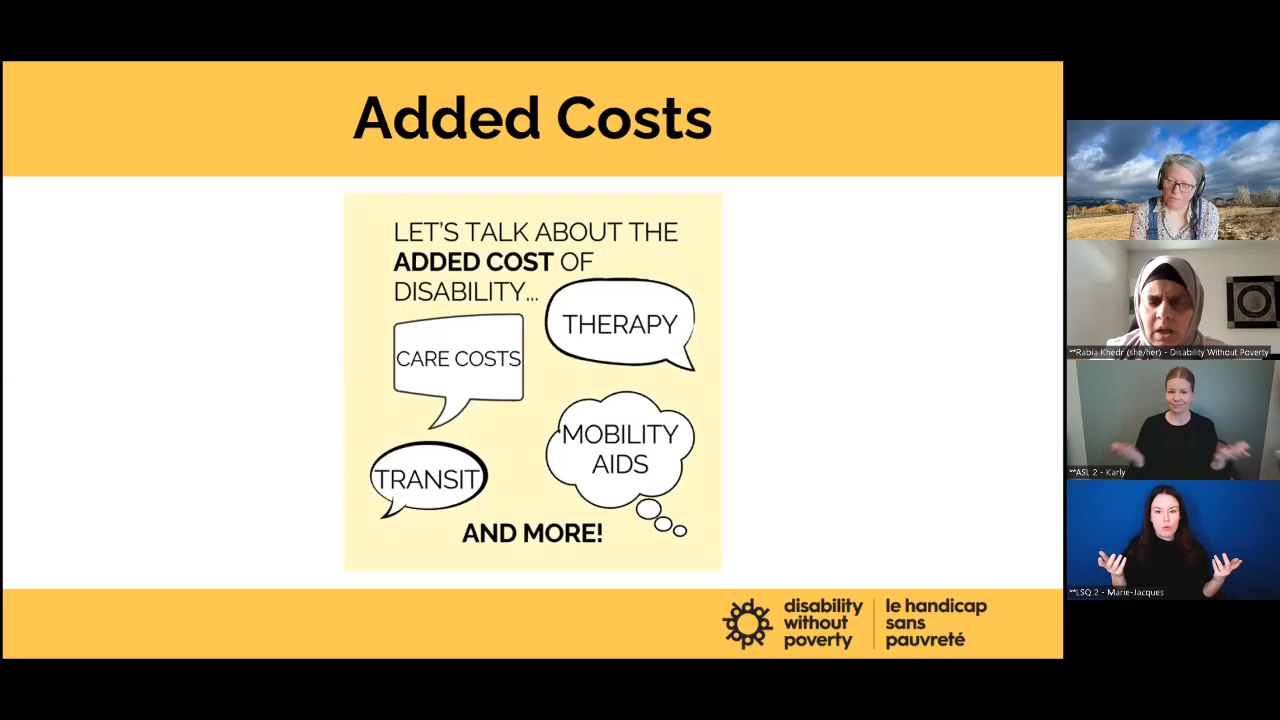 Added Costs
LET'S TALK ABOUT THE
ADDED COST OF
DISABILITY...
THERAPY
CARE COSTS
MOBILITY
AIDS
TRANSIT
AND MORE!
disability
without
poverty
le handicap
sans
pauvreté
**Rabia Khedr (she/her) - Disability Without Poverty
**ASL 2 - Karly
**LSQ 2 - Marie-Jacques